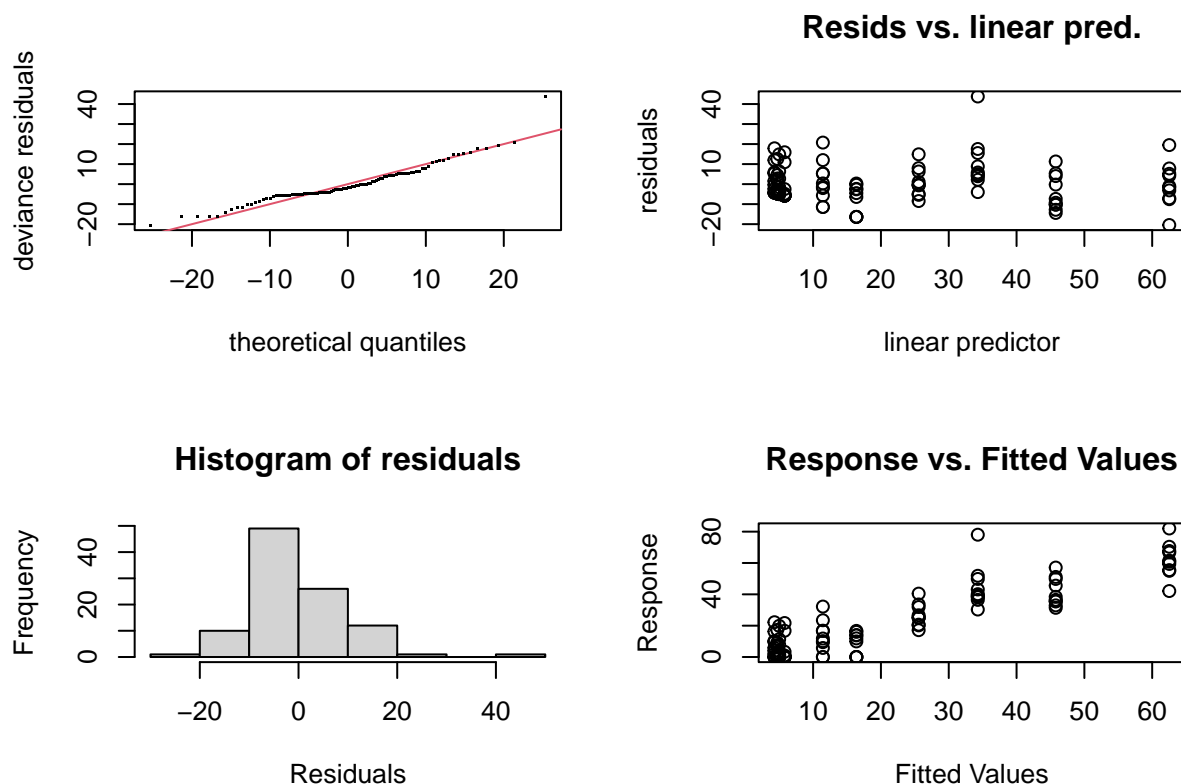 deviance residuals
−20 10 40
−20 −10 0 10 20
theoretical quantiles
Resids vs. linear pred.
residuals
−20 10 40
10 20 30 40 50 60
linear predictor
Histogram of residuals
Frequency
0 20 40
−20 0 20 40
Residuals
Response vs. Fitted Values
Response
0 40 80
10 20 30 40 50 60
Fitted Values